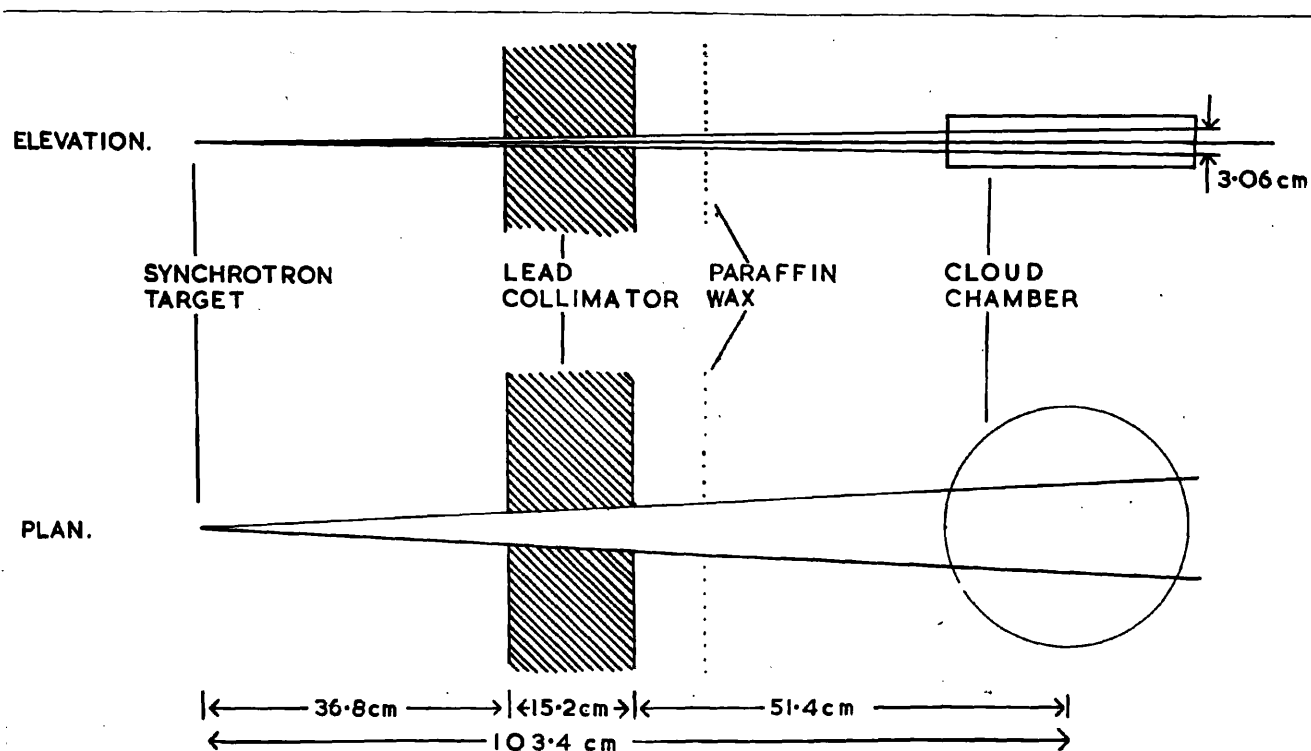 ELEVATION.
3·06 cm
SYNCHROTRON
TARGET
LEAD
COLLIMATOR
PARAFFIN
WAX
CLOUD
CHAMBER
PLAN.
36·8cm
15·2cm
51·4cm
103·4 cm